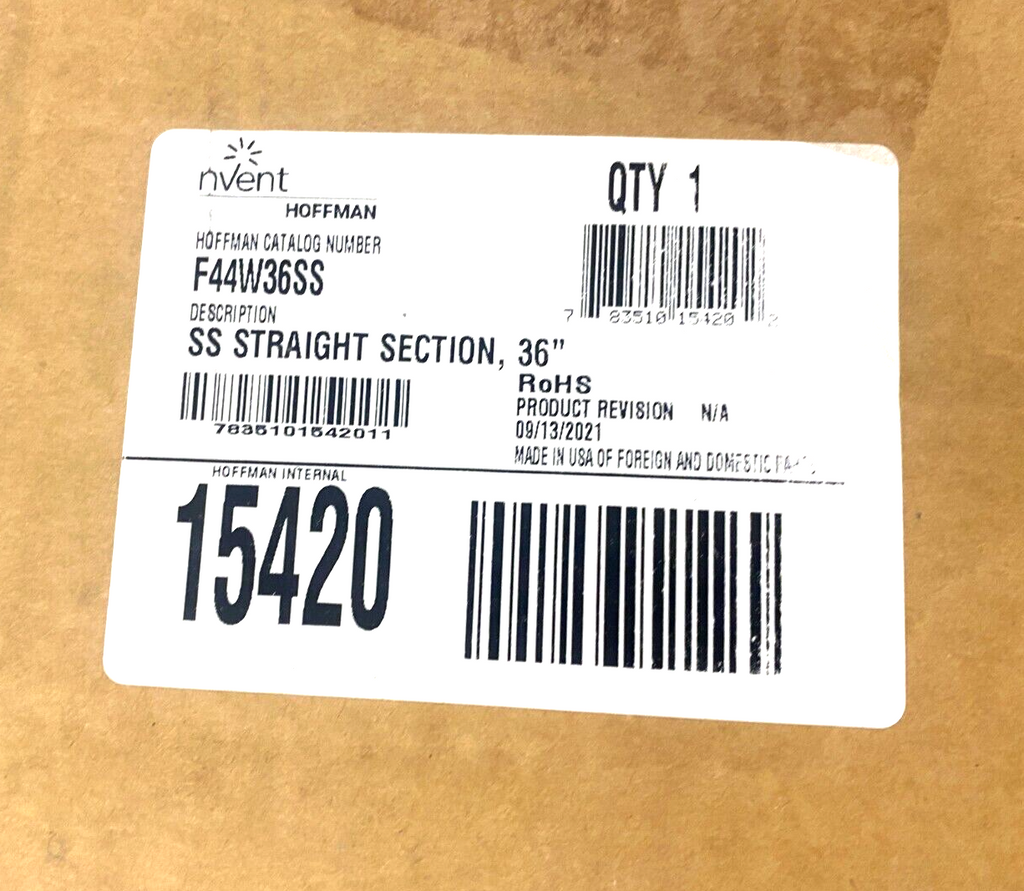 nVent
HOFFMAN
QTY 1
HOFFMAN CATALOG NUMBER
F44W36SS
7 83510 15420 2
DESCRIPTION
SS STRAIGHT SECTION, 36"
RoHS
7835101542011
PRODUCT REVISION N/A
09/13/2021
MADE IN USA OF FOREIGN AND DOMESTIC
HOFFMAN INTERNAL
15420